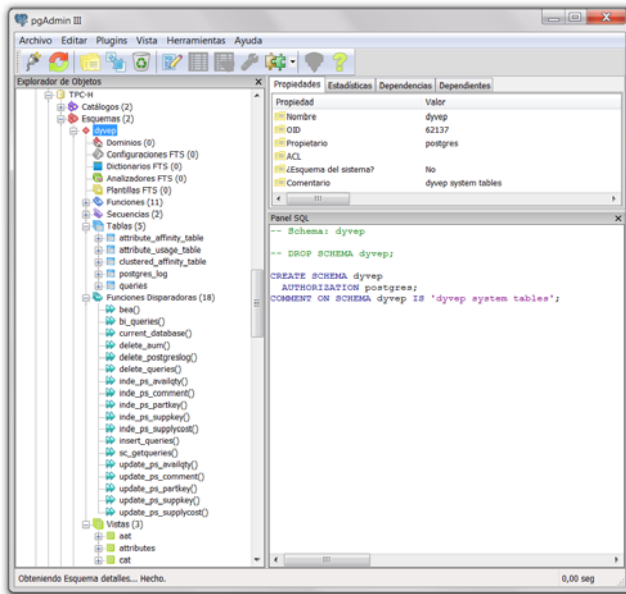 pgAdmin III
Archivo Editar Plugins Vista Herramientas Ayuda
Explorador de Objetos
TPC-H
Catálogos (2)
Esquemas (2)
dyvep
Dominios (0)
Configuraciones FTS (0)
Diccionarios FTS (0)
Analizadores FTS (0)
Plantillas FTS (0)
Funciones (11)
Secuencias (2)
Tablas (5)
attribute_affinity_table
attribute_usage_table
clustered_affinity_table
postgres_log
queries
Funciones Disparadoras (18)
bea()
bi_queries()
current_database()
delete_aum()
delete_postgreslog()
delete_queries()
inde_ps_availqty()
inde_ps_comment()
inde_ps_partkey()
inde_ps_suppkey()
inde_ps_supplycost()
insert_queries()
sc_getqueries()
update_ps_availqty()
update_ps_comment()
update_ps_partkey()
update_ps_suppkey()
update_ps_supplycost()
Vistas (3)
aat
attributes
cat
Propiedades Estadísticas Dependencias Dependientes
Propiedad Valor
Nombre dyvep
OID 62137
Propietario postgres
ACL
¿Esquema del sistema? No
Comentario dyvep system tables
Panel SQL
-- Schema: dyvep
-- DROP SCHEMA dyvep;
CREATE SCHEMA dyvep
AUTHORIZATION postgres;
COMMENT ON SCHEMA dyvep IS 'dyvep system tables';
Obteniendo Esquema detalles... Hecho. 0,00 seg